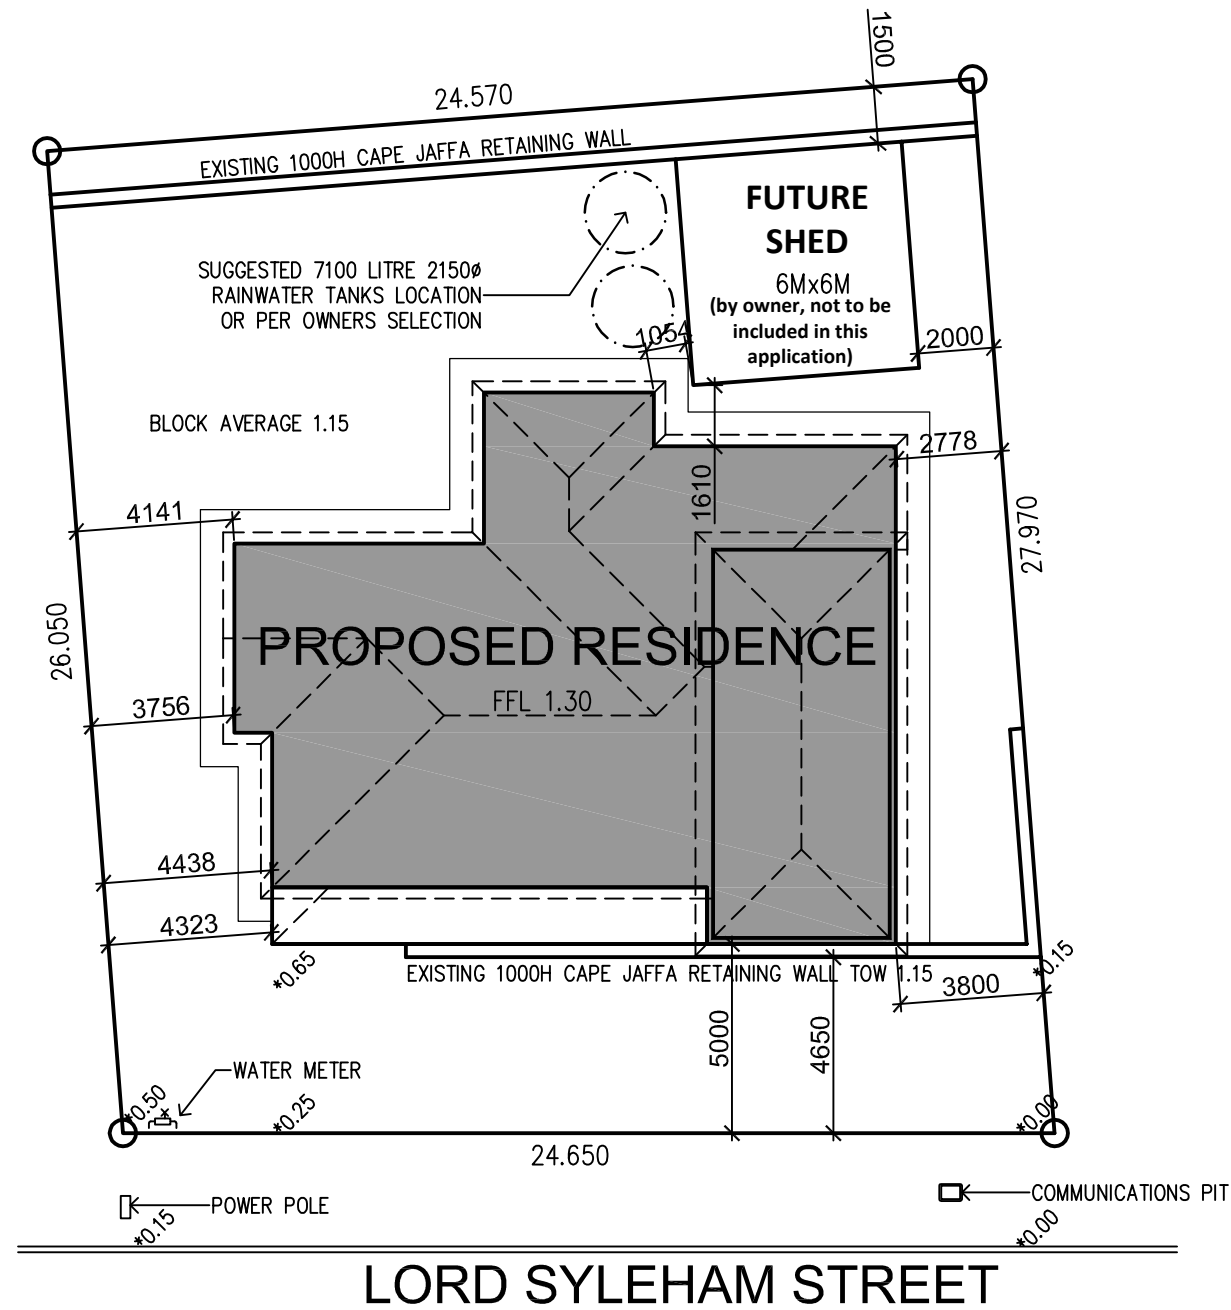 1500
24.570
EXISTING 1000H CAPE JAFFA RETAINING WALL
FUTURE
SHED
6Mx6M
(by owner, not to be
included in this
application)
SUGGESTED 7100 LITRE 2150ø
RAINWATER TANKS LOCATION
OR PER OWNERS SELECTION
1054
2000
BLOCK AVERAGE 1.15
2778
1610
4141
27.970
26.050
PROPOSED RESIDENCE
FFL 1.30
3756
4438
4323
*0.65
EXISTING 1000H CAPE JAFFA RETAINING WALL TOW 1.15
*0.15
3800
5000
4650
WATER METER
*0.50
*0.25
*0.00
24.650
POWER POLE
*0.15
COMMUNICATIONS PIT
*0.00
LORD SYLEHAM STREET